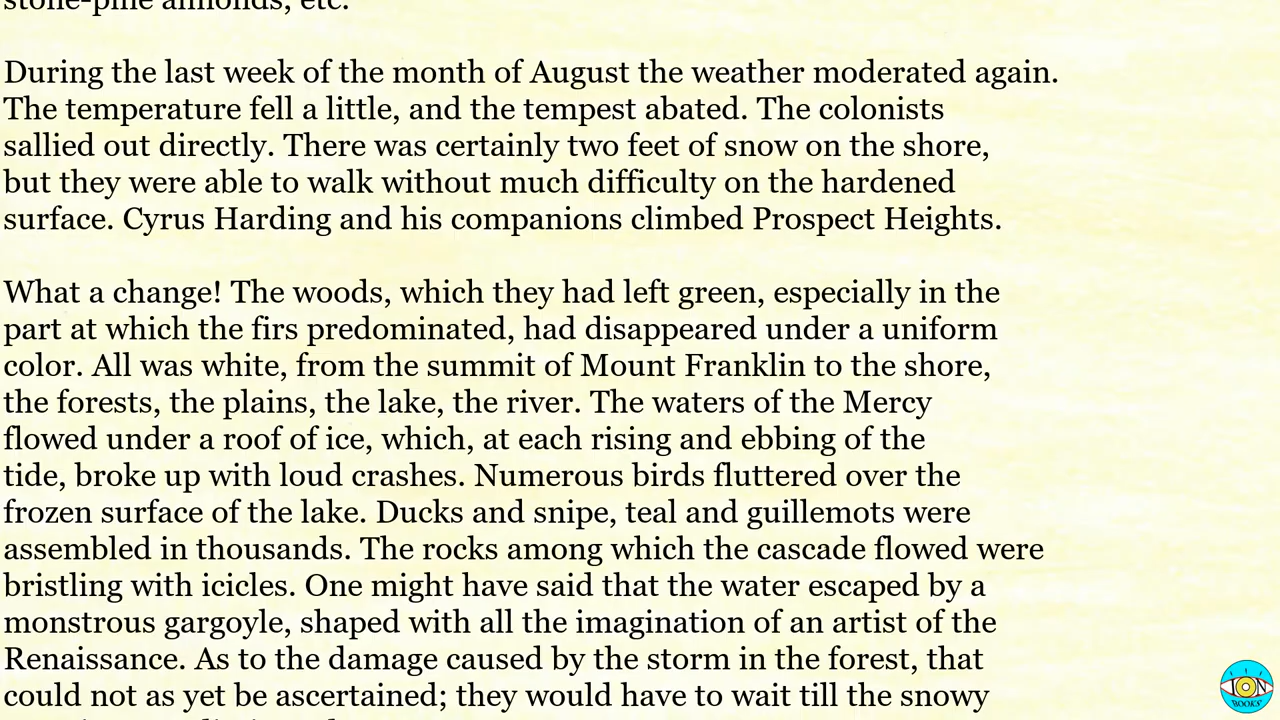 stone-pine almonds, etc.
During the last week of the month of August the weather moderated again.
The temperature fell a little, and the tempest abated. The colonists
sallied out directly. There was certainly two feet of snow on the shore,
but they were able to walk without much difficulty on the hardened
surface. Cyrus Harding and his companions climbed Prospect Heights.
What a change! The woods, which they had left green, especially in the
part at which the firs predominated, had disappeared under a uniform
color. All was white, from the summit of Mount Franklin to the shore,
the forests, the plains, the lake, the river. The waters of the Mercy
flowed under a roof of ice, which, at each rising and ebbing of the
tide, broke up with loud crashes. Numerous birds fluttered over the
frozen surface of the lake. Ducks and snipe, teal and guillemots were
assembled in thousands. The rocks among which the cascade flowed were
bristling with icicles. One might have said that the water escaped by a
monstrous gargoyle, shaped with all the imagination of an artist of the
Renaissance. As to the damage caused by the storm in the forest, that
could not as yet be ascertained; they would have to wait till the snowy
ION
BOOKS